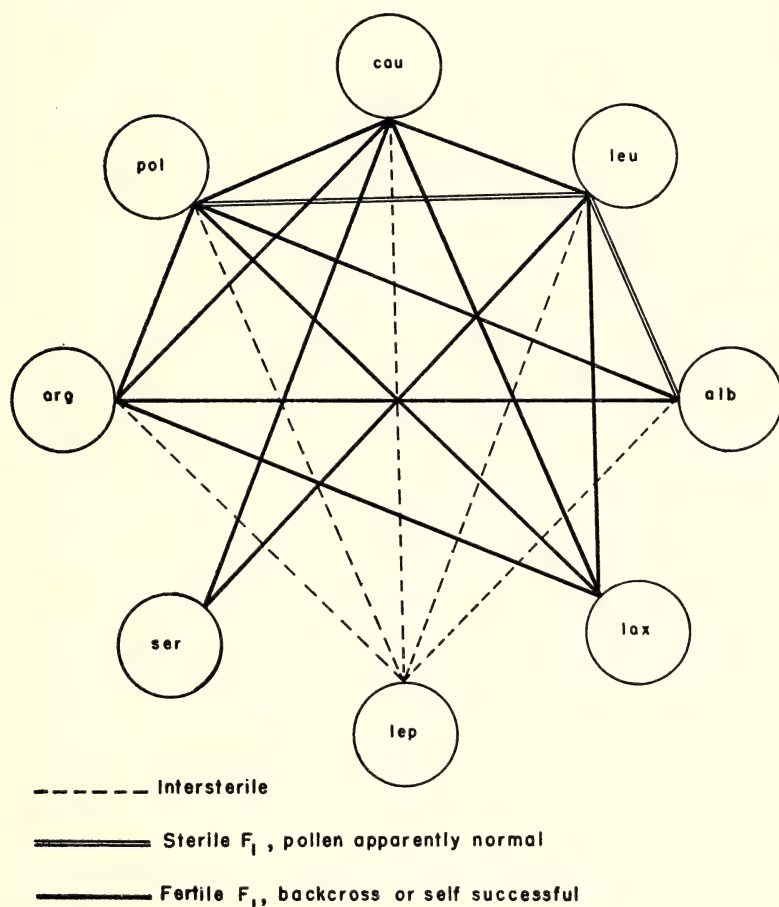 cau
pol
leu
arg
alb
ser
lax
lep
Intersterile
Sterile F1, pollen apparently normal
Fertile F1, backcross or self successful